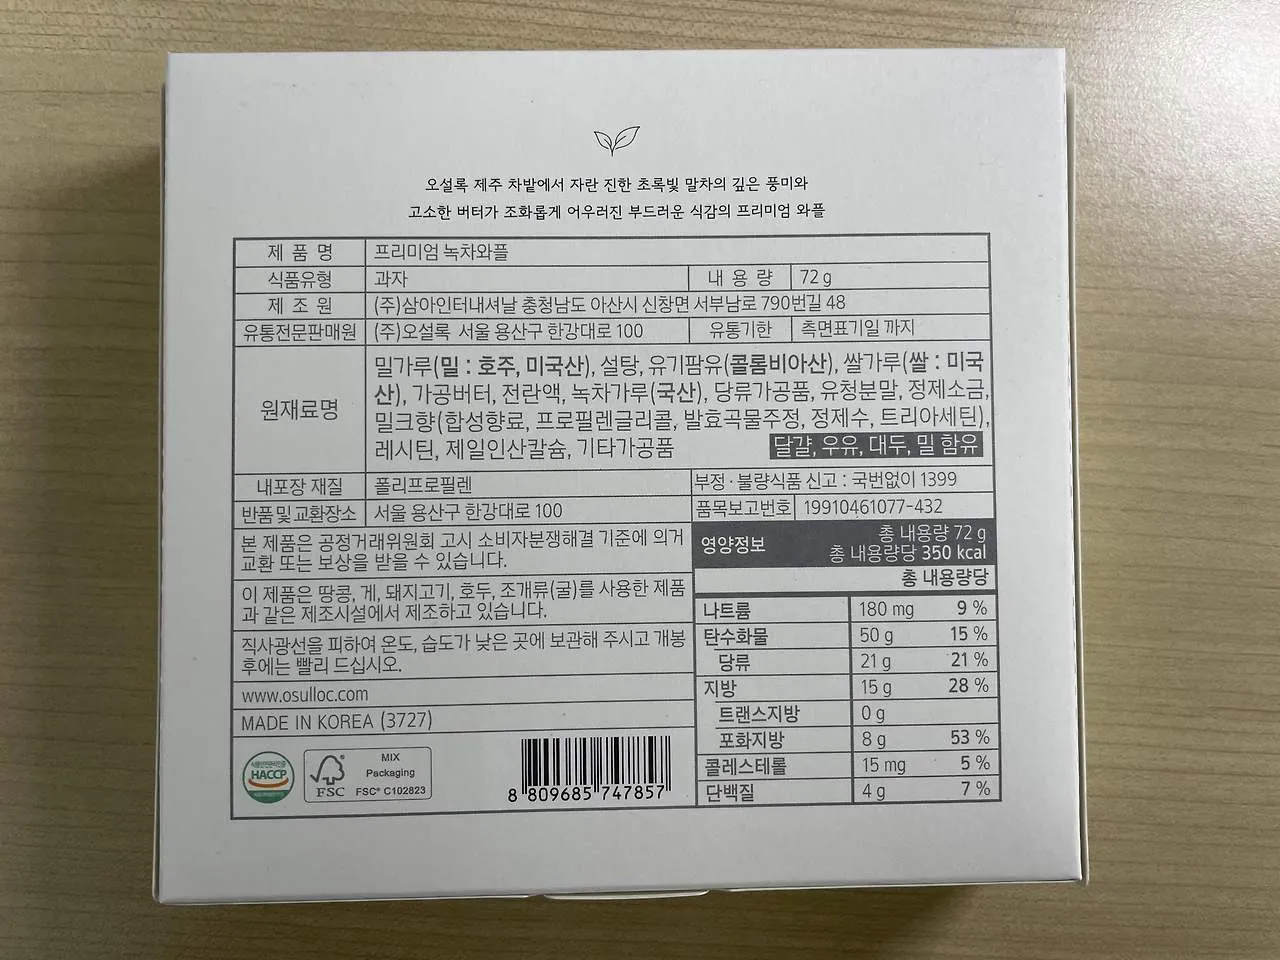 오설록 제주 차밭에서 자란 진한 초록빛 말차의 깊은 풍미와
고소한 버터가 조화롭게 어우러진 부드러운 식감의 프리미엄 와플
제 품 명 프리미엄 녹차와플
식품유형 과자 내 용 량 72 g
제 조 원 (주)삼아인터내셔날 충청남도 아산시 신창면 서부남로 790번길 48
유통전문판매원 (주)오설록 서울 용산구 한강대로 100 유통기한 측면표기일 까지
원재료명
밀가루(밀 : 호주, 미국산), 설탕, 유기팜유(콜롬비아산), 쌀가루(쌀 : 미국
산), 가공버터, 전란액, 녹차가루(국산), 당류가공품, 유청분말, 정제소금,
밀크향(합성향료, 프로필렌글리콜, 발효곡물주정, 정제수, 트리아세틴),
레시틴, 제일인산칼슘, 기타가공품 달걀, 우유, 대두, 밀 함유
내포장 재질 폴리프로필렌
반품 및 교환장소 서울 용산구 한강대로 100
본 제품은 공정거래위원회 고시 소비자분쟁해결 기준에 의거
교환 또는 보상을 받을 수 있습니다.
이 제품은 땅콩, 게, 돼지고기, 호두, 조개류(굴)를 사용한 제품
과 같은 제조시설에서 제조하고 있습니다.
직사광선을 피하여 온도, 습도가 낮은 곳에 보관해 주시고 개봉
후에는 빨리 드십시오.
www.osulloc.com
MADE IN KOREA (3727)
HACCP
FSC
MIX
Packaging
FSC® C102823
8 809685 747857
부정 · 불량식품 신고 : 국번없이 1399
품목보고번호 19910461077-432
영양정보
총 내용량 72 g
총 내용량당 350 kcal
총 내용량당
나트륨 180 mg 9 %
탄수화물 50 g 15 %
당류 21 g 21 %
지방 15 g 28 %
트랜스지방 0 g
포화지방 8 g 53 %
콜레스테롤 15 mg 5 %
단백질 4 g 7 %